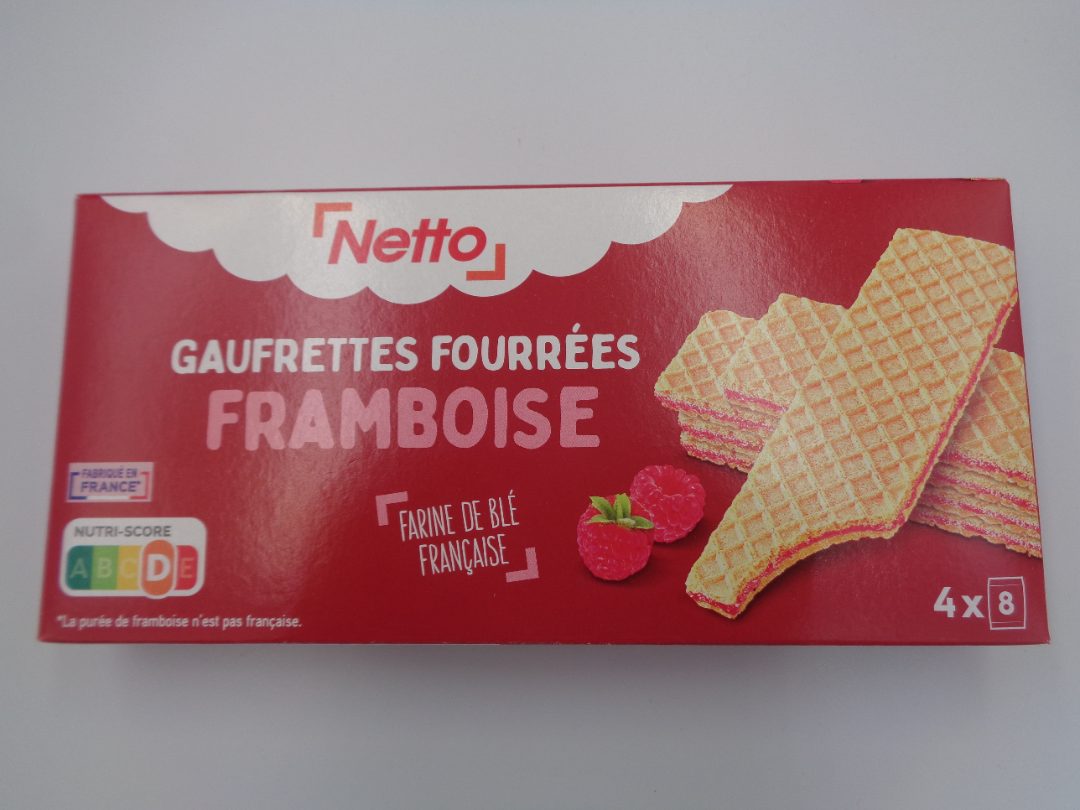 Netto
GAUFRETTES FOURRÉES
FRAMBOISE
FABRIQUÉ EN
FRANCE*
NUTRI-SCORE
A B C D E
FARINE DE BLÉ
FRANÇAISE
4 x 8
*La purée de framboise n'est pas française.